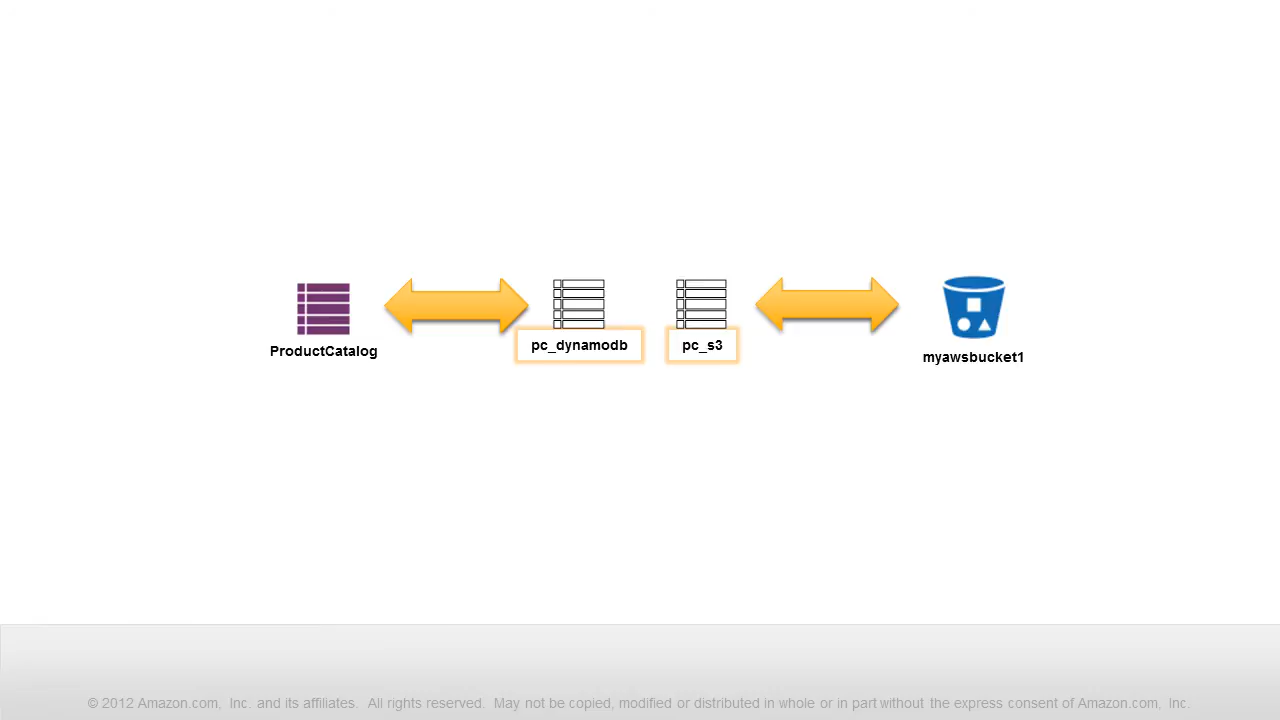 ProductCatalog
pc_dynamodb
pc_s3
myawsbucket1
© 2012 Amazon.com, Inc. and its affiliates. All rights reserved. May not be copied, modified or distributed in whole or in part without the express consent of Amazon.com, Inc.